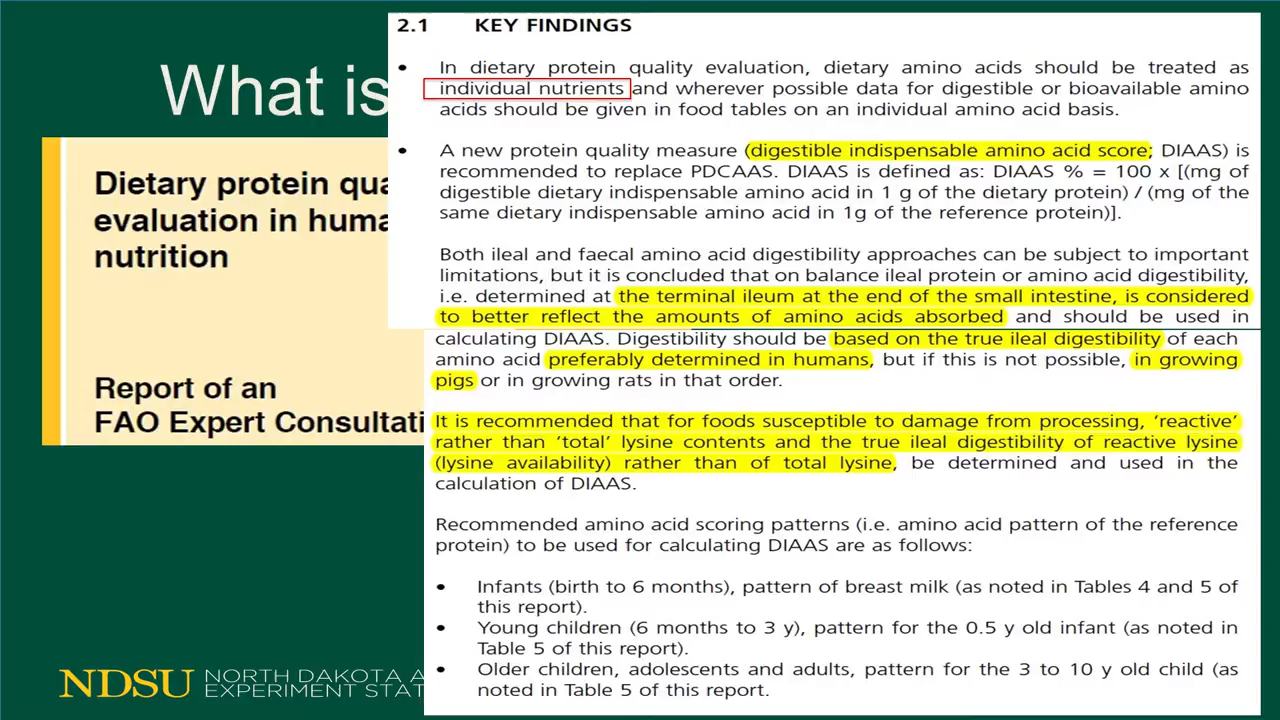 What is
Dietary protein qua
evaluation in huma
nutrition
Report of an
FAO Expert Consultati
NDSU
NORTH DAKOTA A
EXPERIMENT STAT
2.1 KEY FINDINGS
• In dietary protein quality evaluation, dietary amino acids should be treated as
individual nutrients and wherever possible data for digestible or bioavailable amino
acids should be given in food tables on an individual amino acid basis.
• A new protein quality measure (digestible indispensable amino acid score; DIAAS) is
recommended to replace PDCAAS. DIAAS is defined as: DIAAS % = 100 x [(mg of
digestible dietary indispensable amino acid in 1 g of the dietary protein) / (mg of the
same dietary indispensable amino acid in 1g of the reference protein)].
Both ileal and faecal amino acid digestibility approaches can be subject to important
limitations, but it is concluded that on balance ileal protein or amino acid digestibility,
i.e. determined at the terminal ileum at the end of the small intestine, is considered
to better reflect the amounts of amino acids absorbed and should be used in
calculating DIAAS. Digestibility should be based on the true ileal digestibility of each
amino acid preferably determined in humans, but if this is not possible, in growing
pigs or in growing rats in that order.
It is recommended that for foods susceptible to damage from processing, ‘reactive’
rather than ‘total’ lysine contents and the true ileal digestibility of reactive lysine
(lysine availability) rather than of total lysine, be determined and used in the
calculation of DIAAS.
Recommended amino acid scoring patterns (i.e. amino acid pattern of the reference
protein) to be used for calculating DIAAS are as follows:
• Infants (birth to 6 months), pattern of breast milk (as noted in Tables 4 and 5 of
this report).
• Young children (6 months to 3 y), pattern for the 0.5 y old infant (as noted in
Table 5 of this report).
• Older children, adolescents and adults, pattern for the 3 to 10 y old child (as
noted in Table 5 of this report.